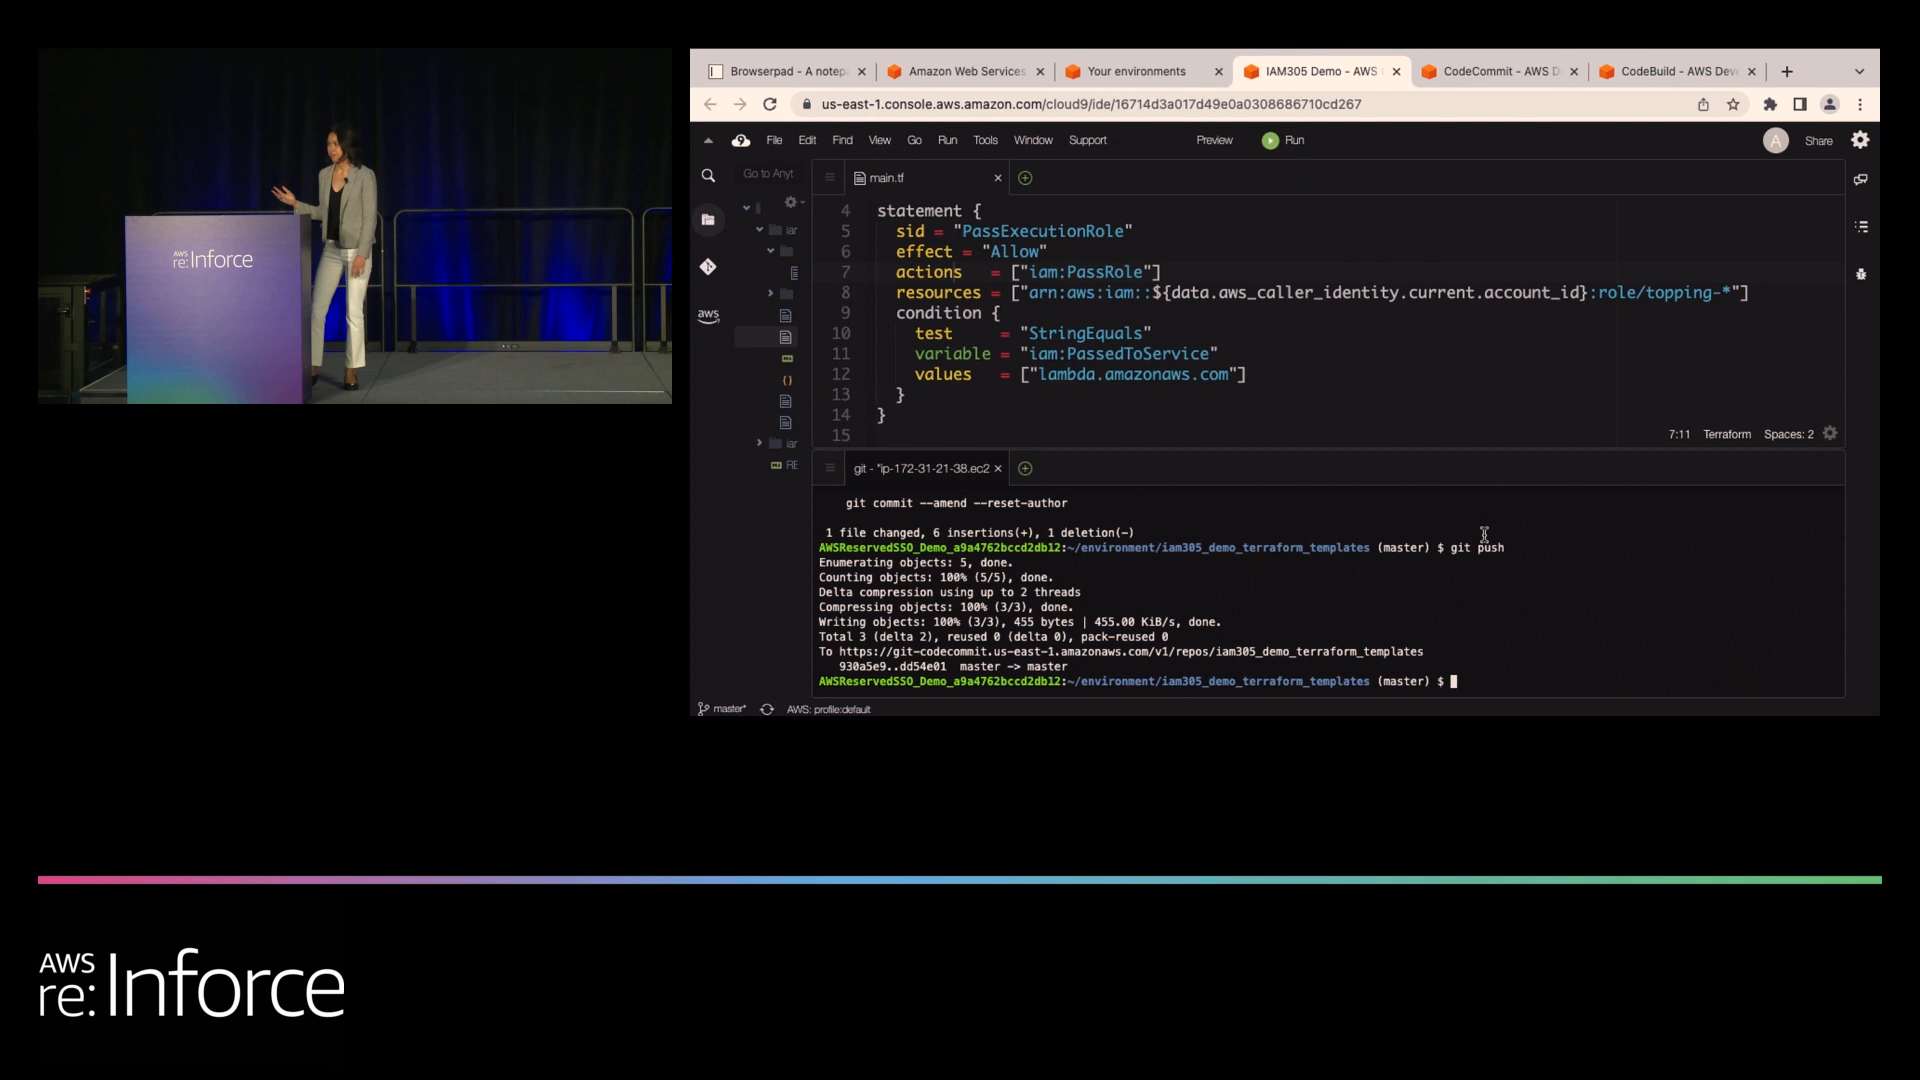 AWS
re:Inforce
Browserpad - A notep
Amazon Web Services
Your environments
IAM305 Demo - AWS
CodeCommit - AWS D
CodeBuild - AWS Deve
us-east-1.console.aws.amazon.com/cloud9/ide/16714d3a017d49e0a0308686710cd267
9 File Edit Find View Go Run Tools Window Support Preview Run A Share
Go to Anyt
main.tf
4 statement {
5 sid = "PassExecutionRole"
6 effect = "Allow"
7 actions = ["iam:PassRole"]
8 resources = ["arn:aws:iam::${data.aws_caller_identity.current.account_id}:role/topping-*"]
9 condition {
10 test = "StringEquals"
11 variable = "iam:PassedToService"
12 values = ["lambda.amazonaws.com"]
13 }
14 }
15
7:11 Terraform Spaces: 2
iar
aws
iar
RE
git - "ip-172-31-21-38.ec2
git commit --amend --reset-author
1 file changed, 6 insertions(+), 1 deletion(-)
AWSReservedSSO_Demo_a9a4762bccd2db12:~/environment/iam305_demo_terraform_templates (master) $ git push
Enumerating objects: 5, done.
Counting objects: 100% (5/5), done.
Delta compression using up to 2 threads
Compressing objects: 100% (3/3), done.
Writing objects: 100% (3/3), 455 bytes | 455.00 KiB/s, done.
Total 3 (delta 2), reused 0 (delta 0), pack-reused 0
To https://git-codecommit.us-east-1.amazonaws.com/v1/repos/iam305_demo_terraform_templates
930a5e9..dd54e01 master -> master
AWSReservedSSO_Demo_a9a4762bccd2db12:~/environment/iam305_demo_terraform_templates (master) $
master* AWS: profile:default
AWS
re:Inforce